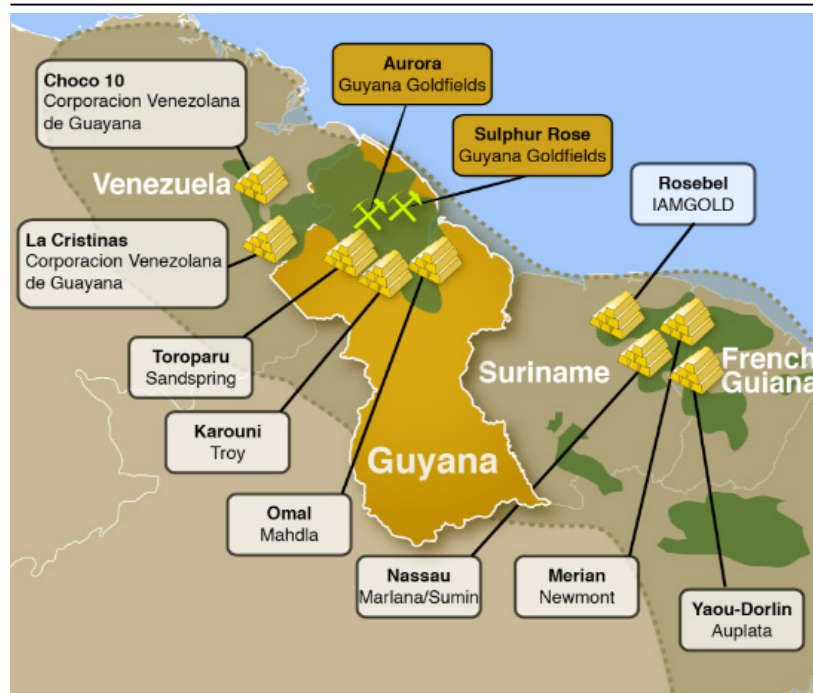 Aurora
Guyana Goldfields
Choco 10
Corporacion Venezolana
de Guayana
Sulphur Rose
Guyana Goldfields
Venezuela
Rosebel
IAMGOLD
La Cristinas
Corporacion Venezolana
de Guayana
Toroparu
Sandspring
Suriname
French
Guiana
Karouni
Troy
Guyana
Omal
Mahdla
Nassau
Marlana/Sumin
Merian
Newmont
Yaou-Dorlin
Auplata